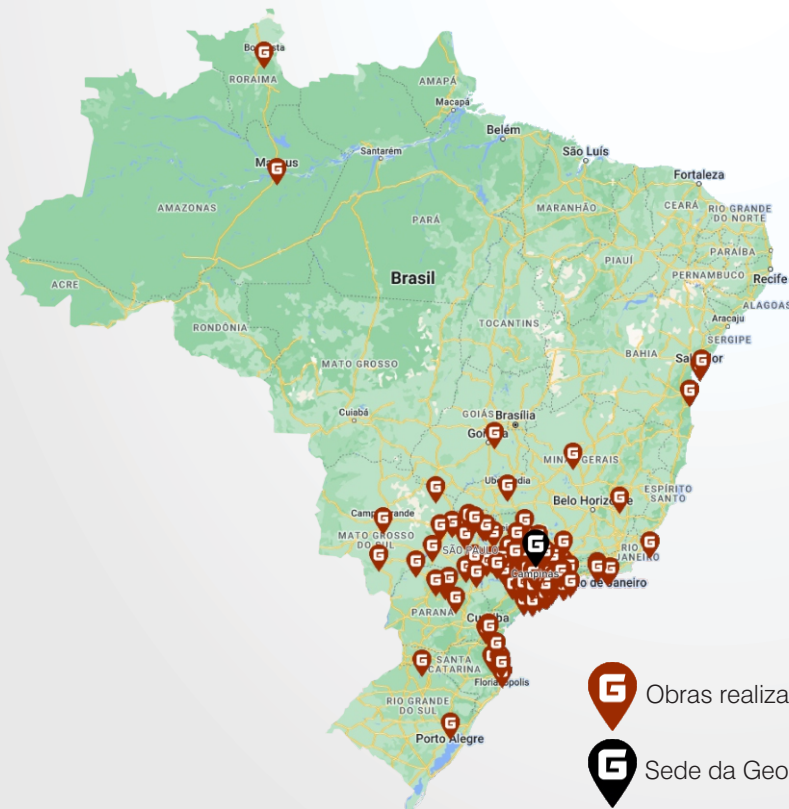 RORAIMA
AMAPÁ
Macapá
Belém
Santarém
São Luís
Fortaleza
AMAZONAS
PARÁ
MARANHÃO
CEARÁ
RIO GRANDE
DO NORTE
PARAÍBA
PIAUÍ
PERNAMBUCO
Recife
ACRE
Brasil
ALAGOAS
Aracaju
RONDÔNIA
TOCANTINS
SERGIPE
BAHIA
MATO GROSSO
Cuiabá
GOIÁS
Brasília
MINAS GERAIS
ESPÍRITO
SANTO
Belo Horizonte
MATO GROSSO
DO SUL
SÃO PAULO
RIO DE
JANEIRO
Campinas
PARANÁ
SANTA
CATARINA
Florianópolis
RIO GRANDE
DO SUL
Porto Alegre
G Obras realiza
G Sede da Geo